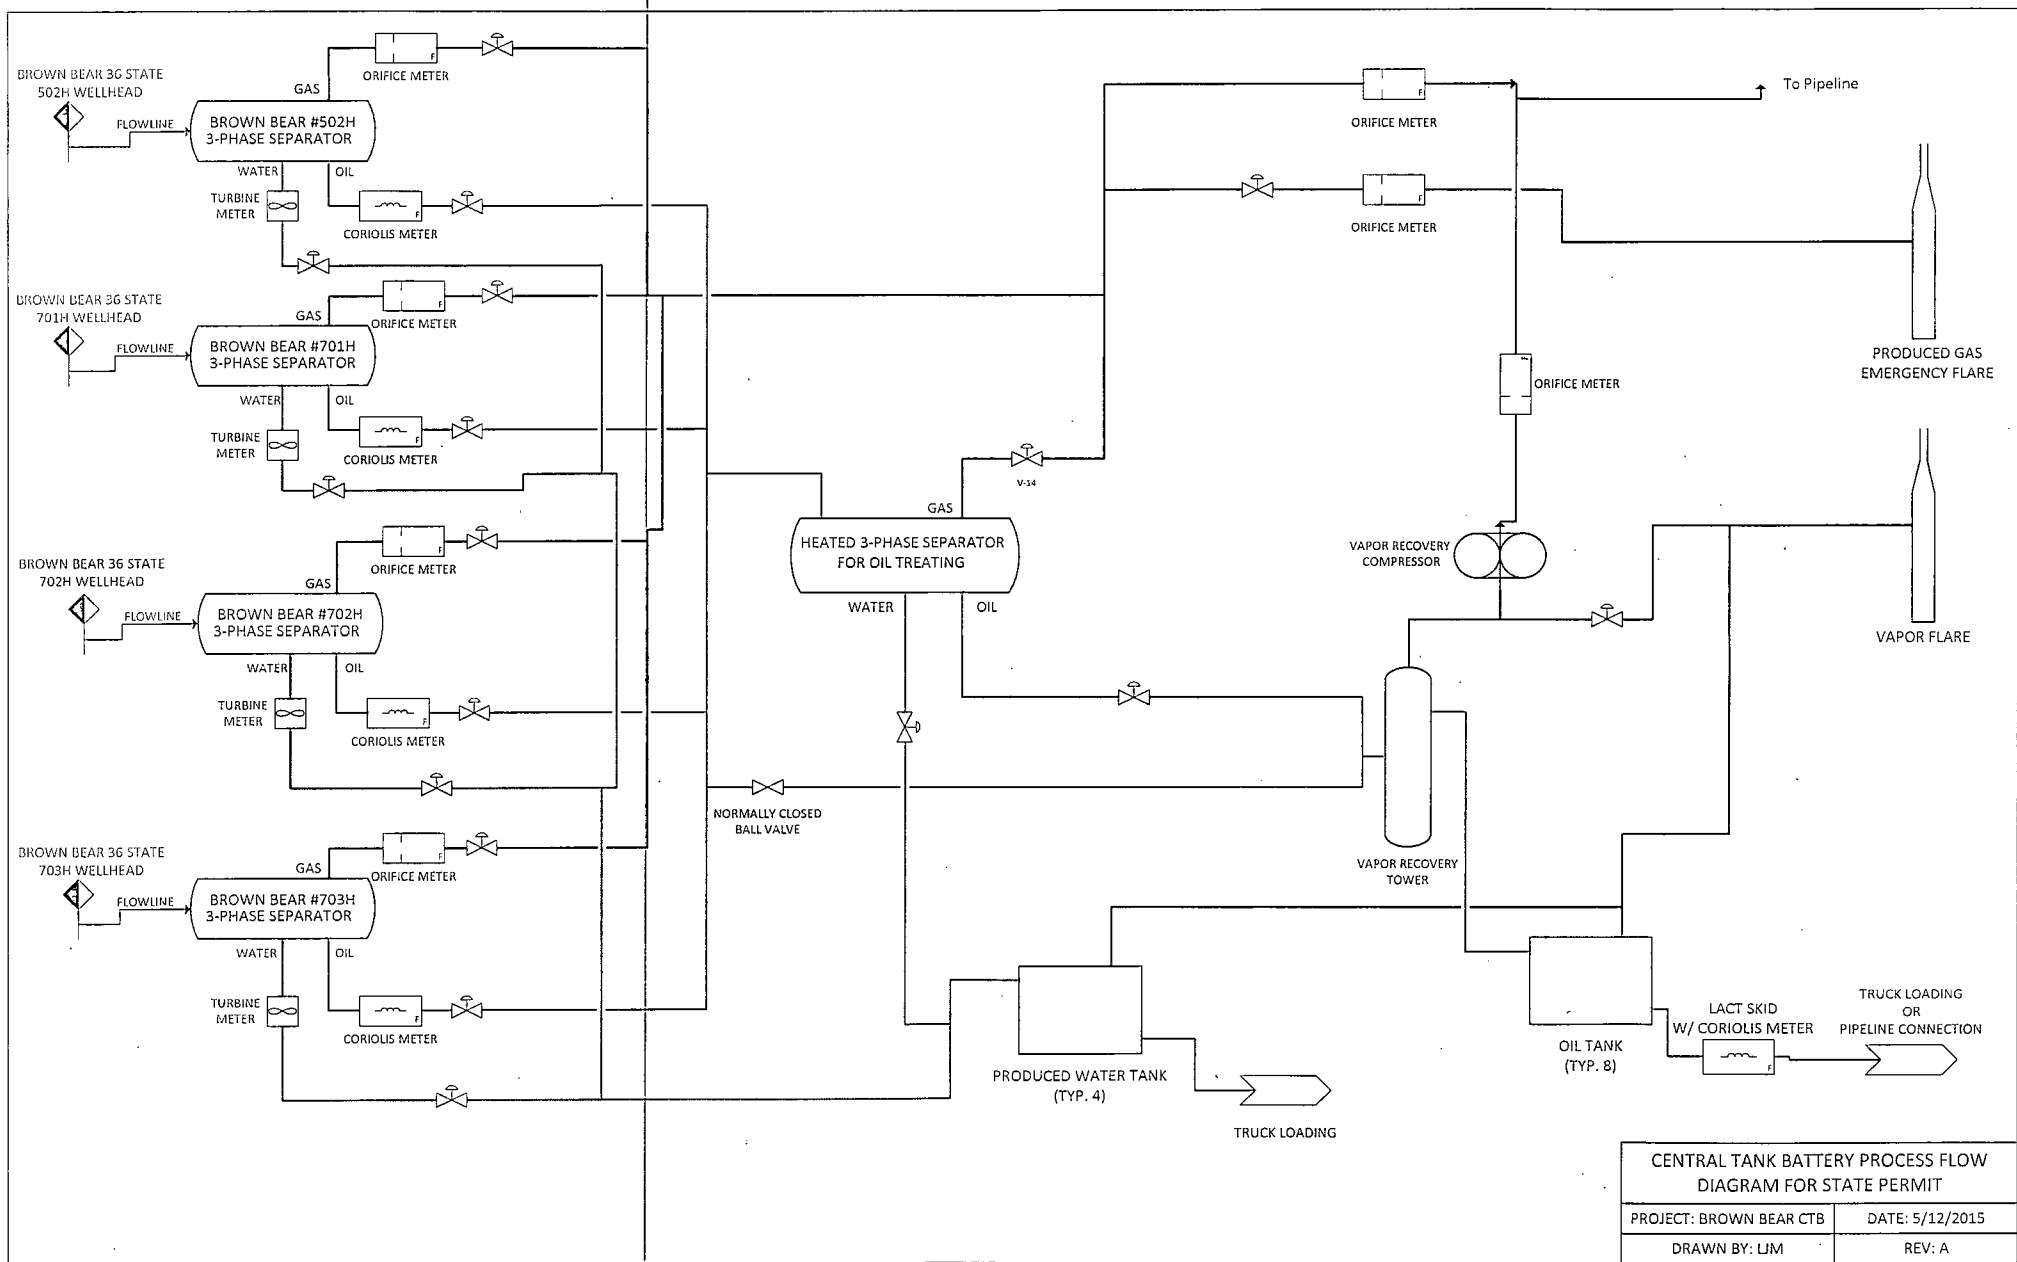 BROWN BEAR 36 STATE
502H WELLHEAD
FLOWLINE
GAS
BROWN BEAR #502H
3-PHASE SEPARATOR
WATER
OIL
ORIFICE METER
F
TURBINE
METER
F
CORIOLIS METER
BROWN BEAR 36 STATE
701H WELLHEAD
FLOWLINE
GAS
BROWN BEAR #701H
3-PHASE SEPARATOR
WATER
OIL
F
ORIFICE METER
TURBINE
METER
F
CORIOLIS METER
BROWN BEAR 36 STATE
702H WELLHEAD
FLOWLINE
GAS
BROWN BEAR #702H
3-PHASE SEPARATOR
WATER
OIL
F
ORIFICE METER
TURBINE
METER
F
CORIOLIS METER
BROWN BEAR 36 STATE
703H WELLHEAD
FLOWLINE
GAS
BROWN BEAR #703H
3-PHASE SEPARATOR
WATER
OIL
F
ORIFICE METER
TURBINE
METER
F
CORIOLIS METER
F
ORIFICE METER
To Pipeline
F
ORIFICE METER
PRODUCED GAS
EMERGENCY FLARE
F
ORIFICE METER
V-14
GAS
HEATED 3-PHASE SEPARATOR
FOR OIL TREATING
WATER
OIL
VAPOR RECOVERY
COMPRESSOR
VAPOR FLARE
NORMALLY CLOSED
BALL VALVE
VAPOR RECOVERY
TOWER
PRODUCED WATER TANK
(TYP. 4)
TRUCK LOADING
OIL TANK
(TYP. 8)
LACT SKID
W/ CORIOLIS METER
F
TRUCK LOADING
OR
PIPELINE CONNECTION
CENTRAL TANK BATTERY PROCESS FLOW
DIAGRAM FOR STATE PERMIT
PROJECT: BROWN BEAR CTB
DATE: 5/12/2015
DRAWN BY: LJM
REV: A